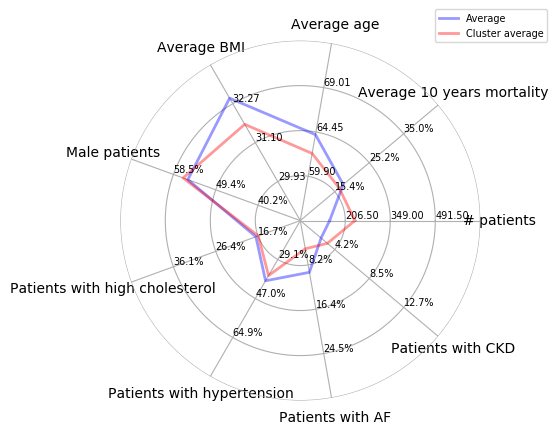 Average
Cluster average
Average age
Average BMI
69.01
Average 10 years mortality
32.27
64.45
35.0%
31.10
Male patients
25.2%
58.5%
59.90
29.93
49.4%
15.4%
40.2%
206.50
349.00
491.50
# patients
16.7%
26.4%
4.2%
29.1%
8.2%
36.1%
8.5%
Patients with high cholesterol
47.0%
16.4%
12.7%
64.9%
24.5%
Patients with CKD
Patients with hypertension
Patients with AF